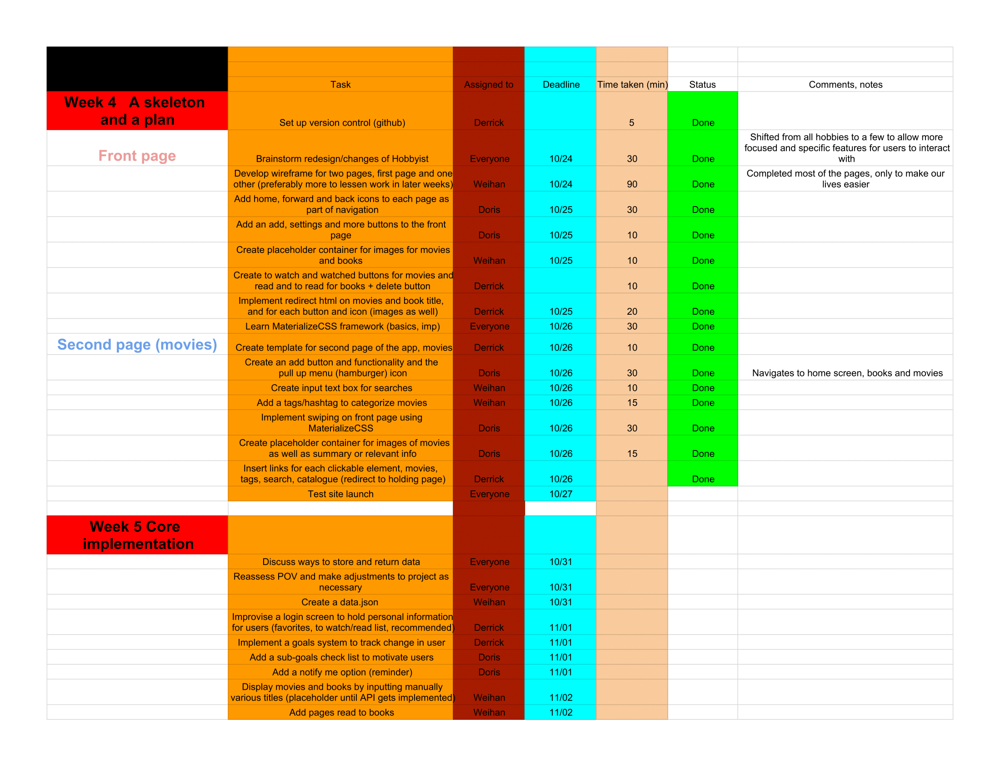 Task Assigned to Deadline Time taken (min) Status Comments, notes
Week 4 A skeleton
and a plan
Set up version control (github) Derrick 5 Done
Front page
Brainstorm redesign/changes of Hobbyist Everyone 10/24 30 Done
Shifted from all hobbies to a few to allow more
focused and specific features for users to interact
with
Develop wireframe for two pages, first page and one
other (preferably more to lessen work in later weeks) Weihan 10/24 90 Done
Completed most of the pages, only to make our
lives easier
Add home, forward and back icons to each page as
part of navigation Doris 10/25 30 Done
Add an add, settings and more buttons to the front
page Doris 10/25 10 Done
Create placeholder container for images for movies
and books Weihan 10/25 10 Done
Create to watch and watched buttons for movies and
read and to read for books + delete button Derrick 10 Done
Implement redirect html on movies and book title,
and for each button and icon (images as well) Derrick 10/25 20 Done
Learn MaterializeCSS framework (basics, imp) Everyone 10/26 30 Done
Second page (movies)
Create template for second page of the app, movies Derrick 10/26 10 Done
Create an add button and functionality and the
pull up menu (hamburger) icon Doris 10/26 30 Done Navigates to home screen, books and movies
Create input text box for searches Weihan 10/26 10 Done
Add a tags/hashtag to categorize movies Weihan 10/26 15 Done
Implement swiping on front page using
MaterializeCSS Doris 10/26 30 Done
Create placeholder container for images of movies
as well as summary or relevant info Doris 10/26 15 Done
Insert links for each clickable element, movies,
tags, search, catalogue (redirect to holding page) Derrick 10/26 Done
Test site launch Everyone 10/27
Week 5 Core
implementation
Discuss ways to store and return data Everyone 10/31
Reassess POV and make adjustments to project as
necessary Everyone 10/31
Create a data.json Weihan 10/31
Improvise a login screen to hold personal information
for users (favorites, to watch/read list, recommended) Derrick 11/01
Implement a goals system to track change in user Derrick 11/01
Add a sub-goals check list to motivate users Doris 11/01
Add a notify me option (reminder) Doris 11/01
Display movies and books by inputting manually
various titles (placeholder until API gets implemented) Weihan 11/02
Add pages read to books Weihan 11/02